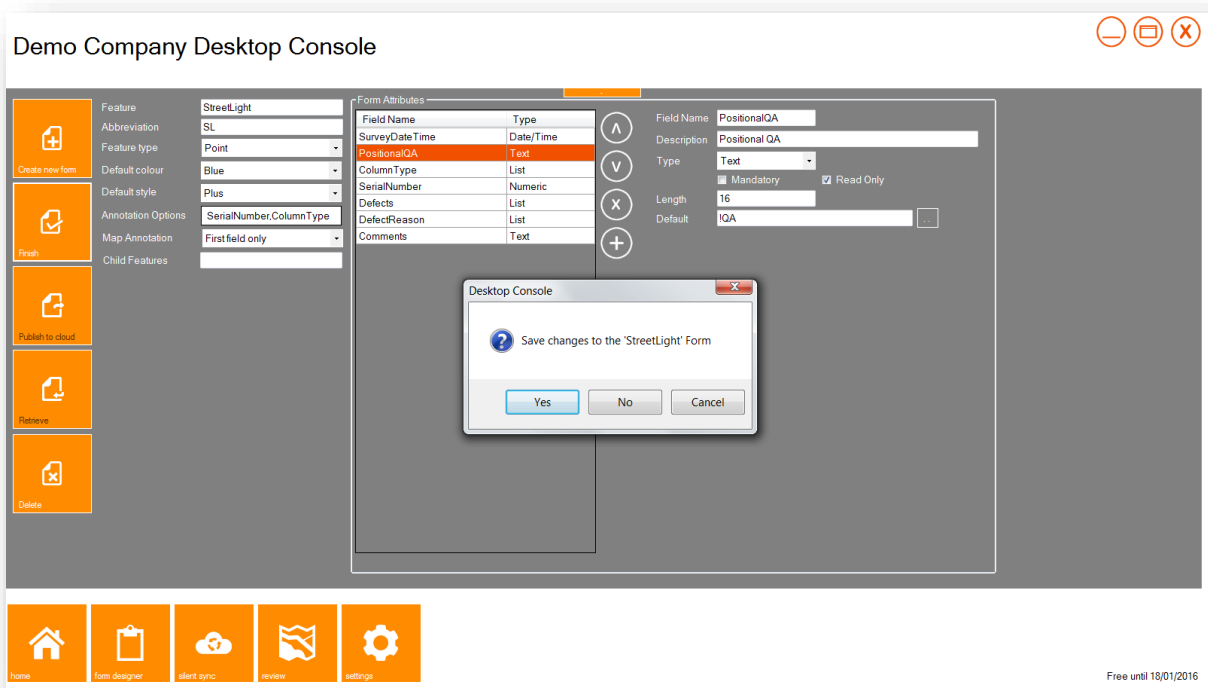 Demo Company Desktop Console
X
Create new form
Finish
Publish to cloud
Retrieve
Delete
Feature StreetLight
Abbreviation SL
Feature type Point
Default colour Blue
Default style Plus
Annotation Options SerialNumber,ColumnType
Map Annotation First field only
Child Features
Form Attributes
Field Name Type
SurveyDateTime Date/Time
PositionalQA Text
ColumnType List
SerialNumber Numeric
Defects List
DefectReason List
Comments Text
Field Name PositionalQA
Description Positional QA
Type Text
Mandatory Read Only
Length 16
Default !QA ..
Desktop Console
Save changes to the 'StreetLight' Form
Yes No Cancel
home form designer silent sync review settings
Free until 18/01/2016